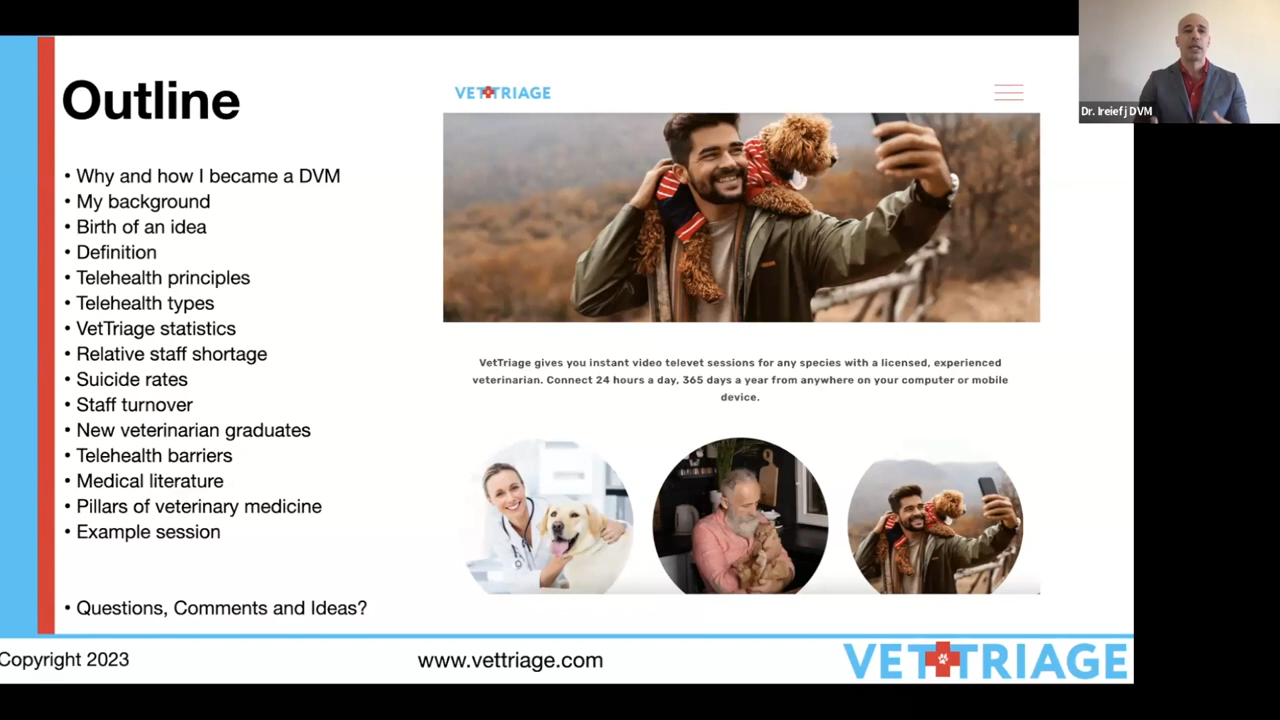 Outline
• Why and how I became a DVM
• My background
• Birth of an idea
• Definition
• Telehealth principles
• Telehealth types
• VetTriage statistics
• Relative staff shortage
• Suicide rates
• Staff turnover
• New veterinarian graduates
• Telehealth barriers
• Medical literature
• Pillars of veterinary medicine
• Example session
• Questions, Comments and Ideas?
VET TRIAGE
VetTriage gives you instant video televet sessions for any species with a licensed, experienced
veterinarian. Connect 24 hours a day, 365 days a year from anywhere on your computer or mobile
device.
Dr. Ireiefj DVM
Copyright 2023
www.vettriage.com
VET TRIAGE